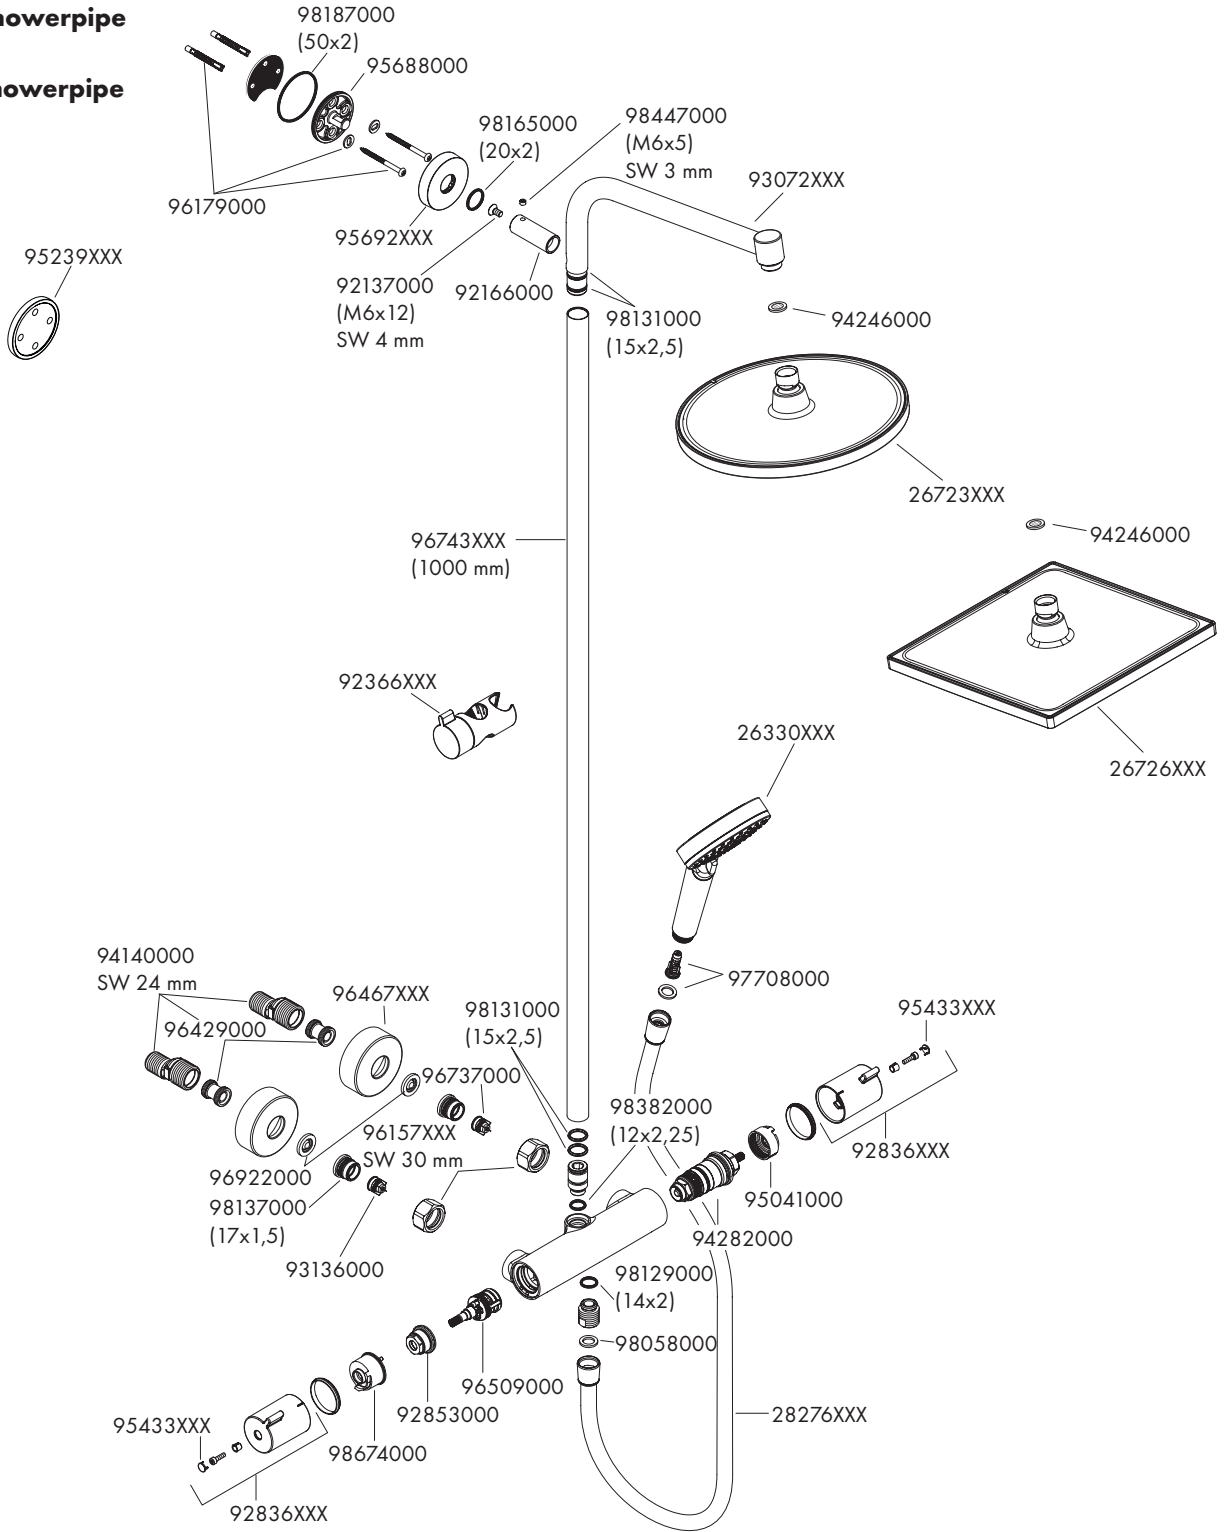 howerpipe
howerpipe
98187000
(50x2)
95688000
98165000
(20x2)
98447000
(M6x5)
SW 3 mm
93072XXX
96179000
95692XXX
95239XXX
92137000
(M6x12)
SW 4 mm
92166000
98131000
(15x2,5)
94246000
26723XXX
94246000
96743XXX
(1000 mm)
92366XXX
26330XXX
26726XXX
94140000
SW 24 mm
96429000
96467XXX
98131000
(15x2,5)
97708000
95433XXX
96737000
98382000
(12x2,25)
96157XXX
SW 30 mm
92836XXX
96922000
98137000
(17x1,5)
95041000
94282000
93136000
98129000
(14x2)
98058000
96509000
92853000
28276XXX
95433XXX
98674000
92836XXX